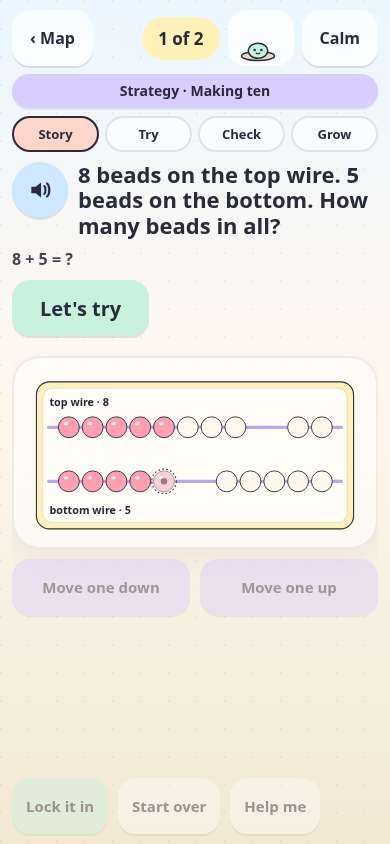 ‹ Map
1 of 2
Calm
Strategy · Making ten
Story
Try
Check
Grow
8 beads on the top wire. 5
beads on the bottom. How
many beads in all?
8 + 5 = ?
Let's try
top wire · 8
bottom wire · 5
Move one down
Move one up
Lock it in
Start over
Help me